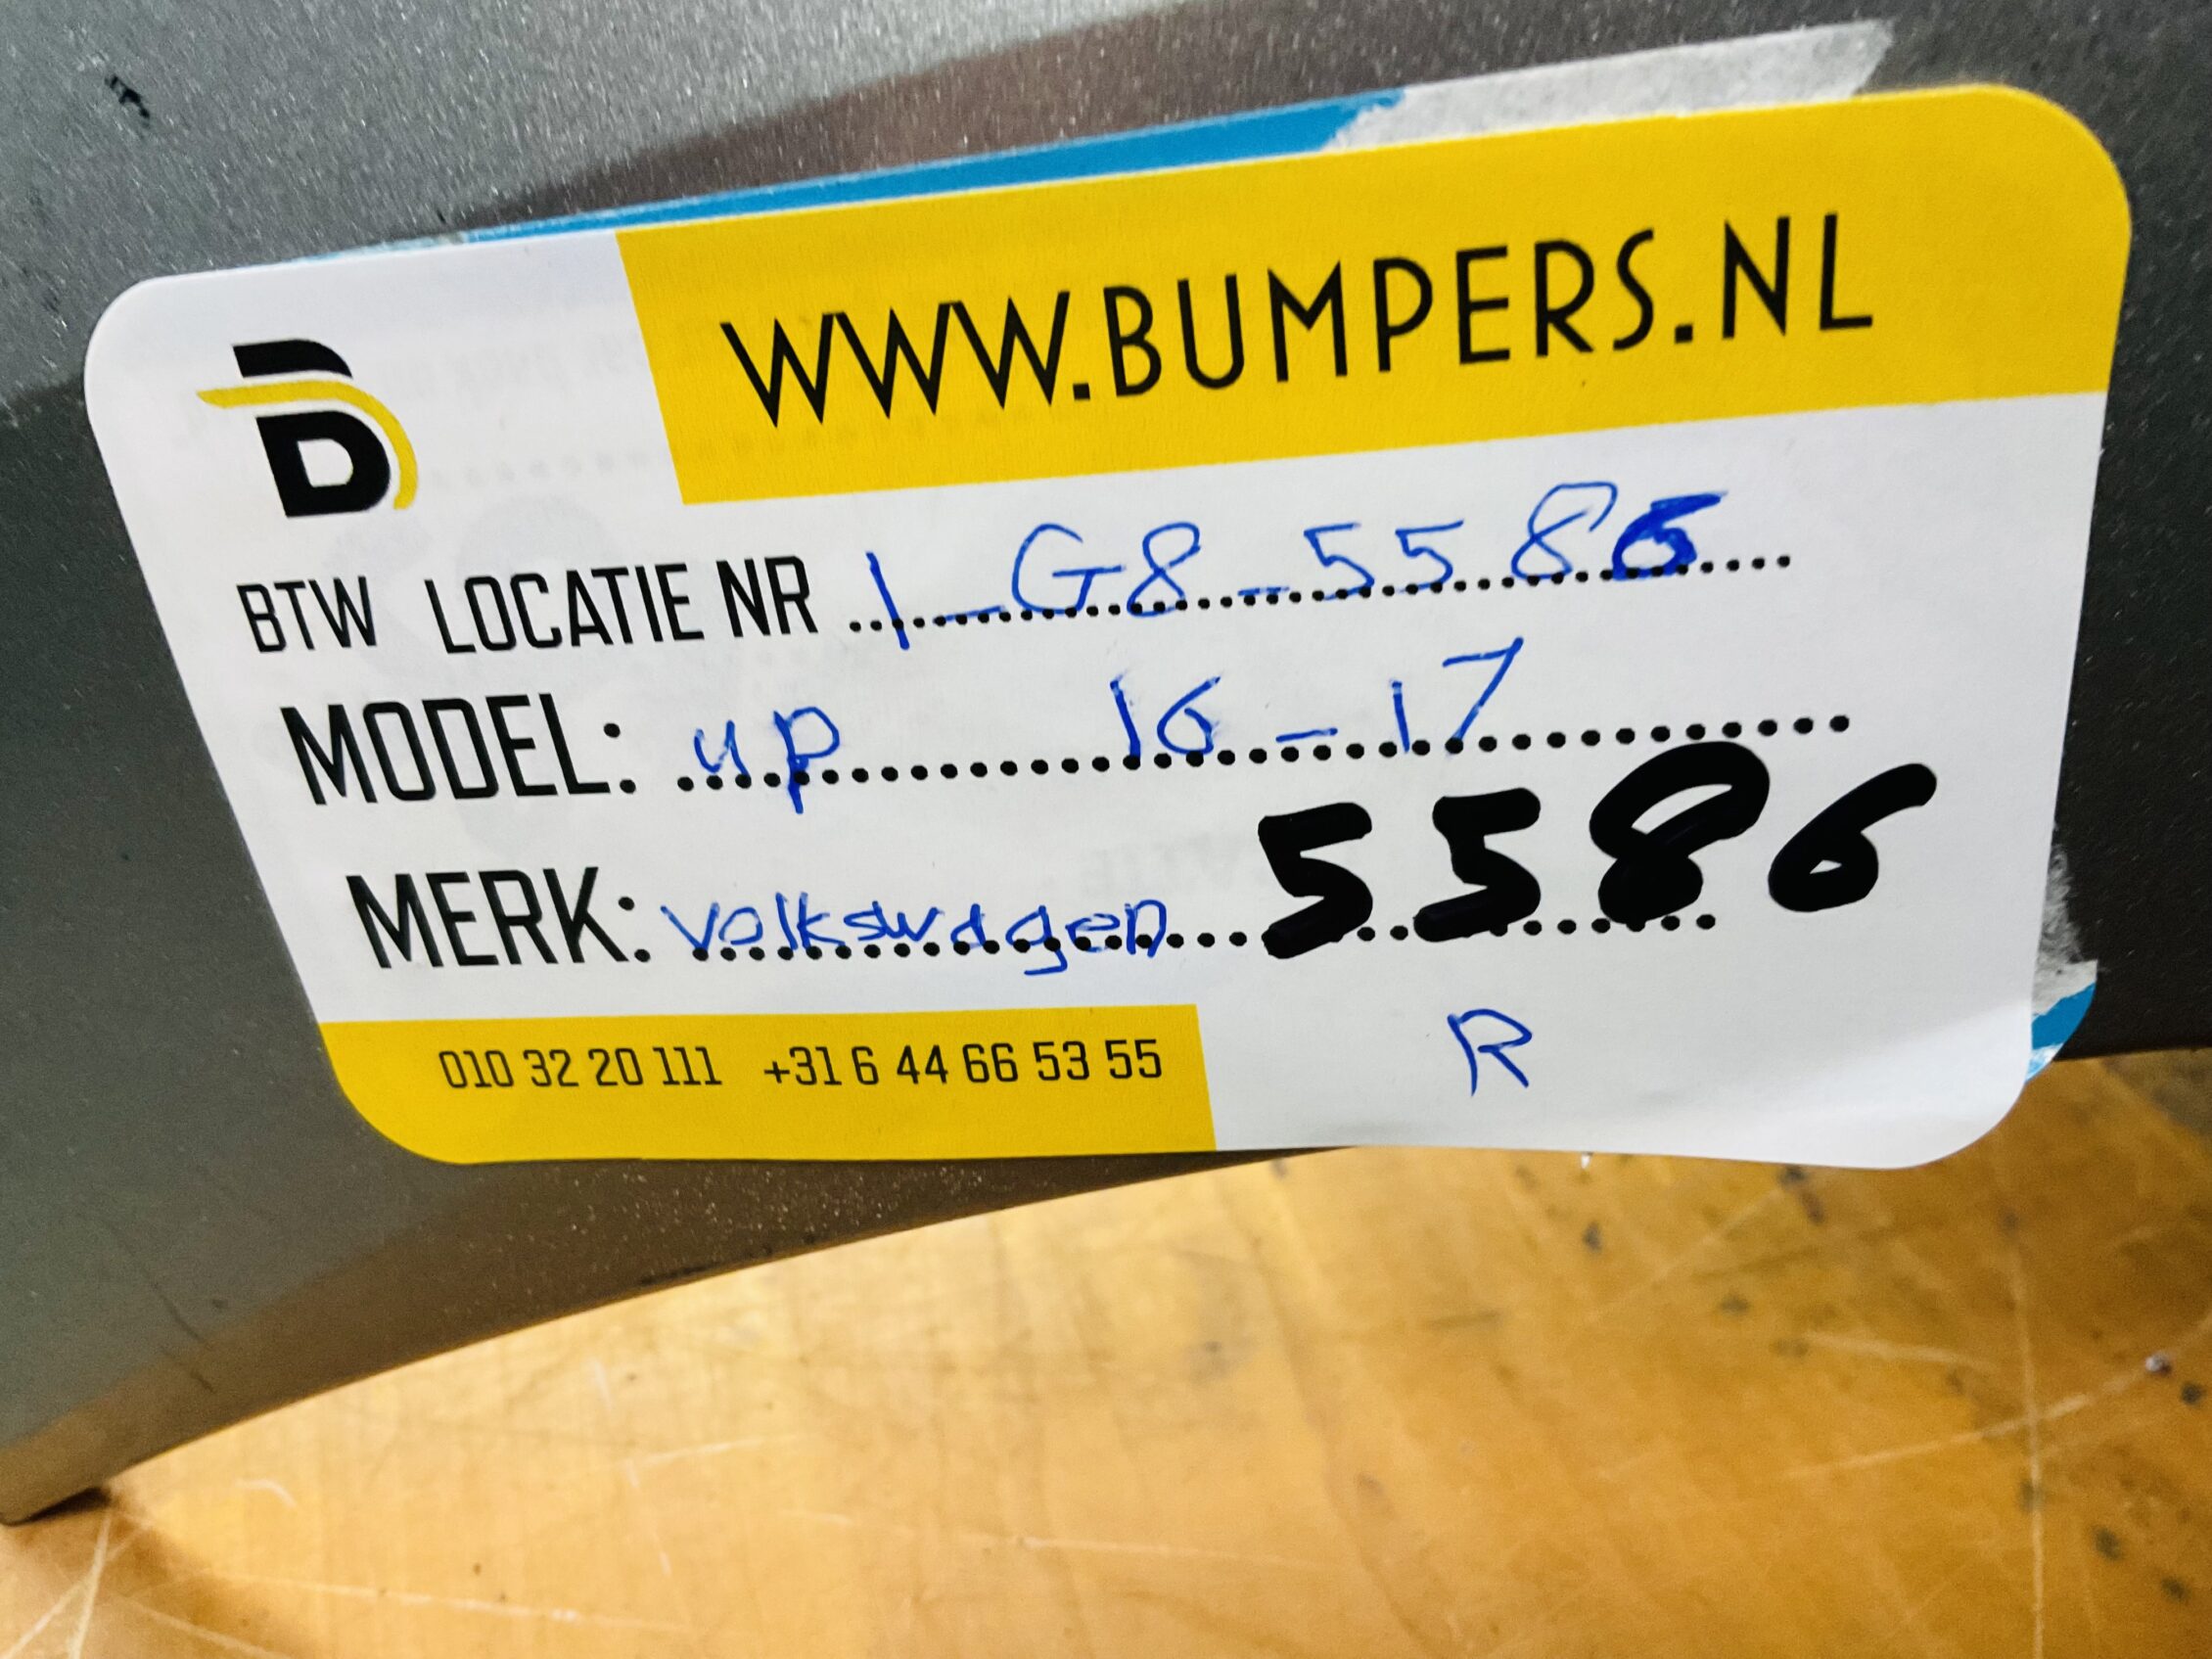 WWW.BUMPERS.NL
B
BTW LOCATIE NR 1-G8-5586
MODEL: up 16-17
MERK: volkswagen 5586
010 32 20 111 +31 6 44 66 53 55
R